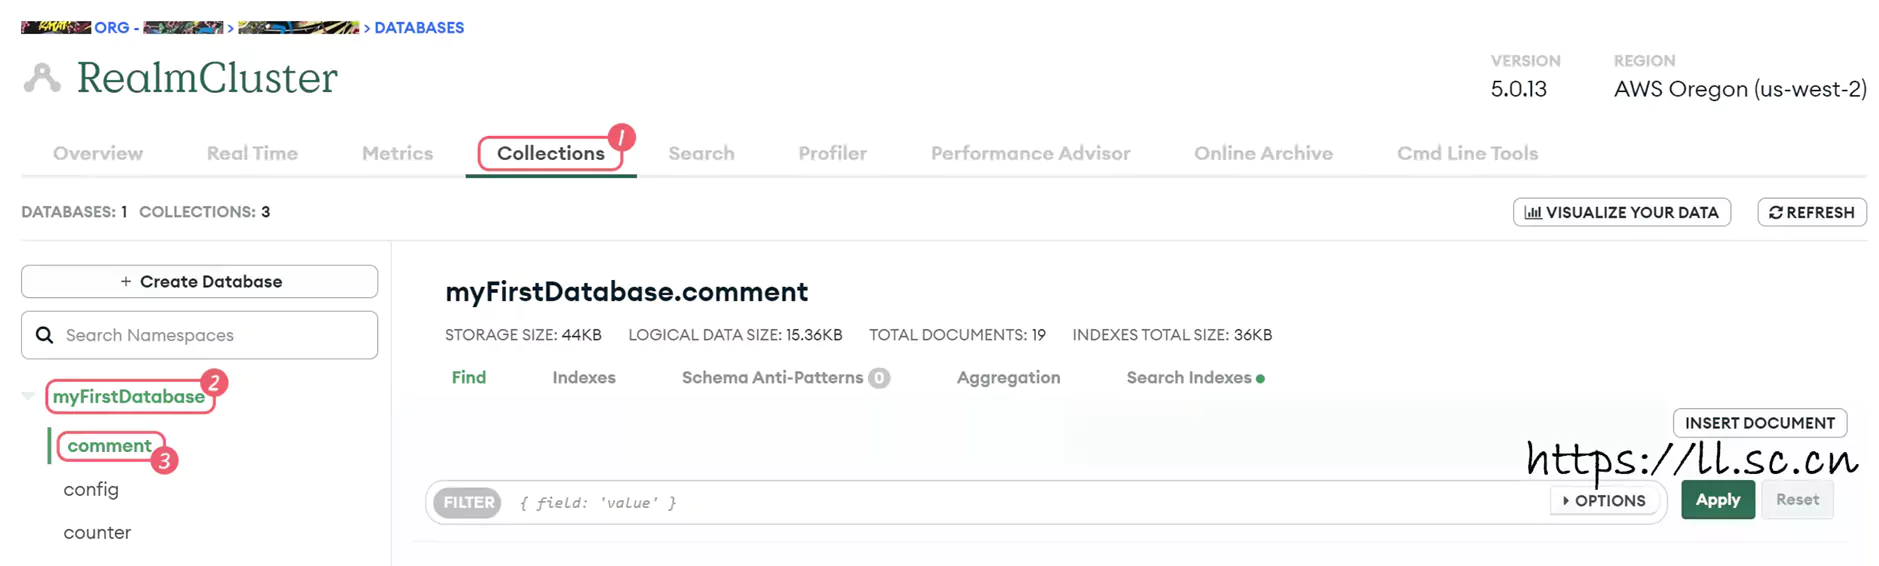 ORG - > > DATABASES
RealmCluster
VERSION
5.0.13
REGION
AWS Oregon (us-west-2)
Overview Real Time Metrics Collections 1 Search Profiler Performance Advisor Online Archive Cmd Line Tools
DATABASES: 1 COLLECTIONS: 3
VISUALIZE YOUR DATA REFRESH
+ Create Database
Search Namespaces
myFirstDatabase 2
comment 3
config
counter
myFirstDatabase.comment
STORAGE SIZE: 44KB LOGICAL DATA SIZE: 15.36KB TOTAL DOCUMENTS: 19 INDEXES TOTAL SIZE: 36KB
Find Indexes Schema Anti-Patterns 0 Aggregation Search Indexes
INSERT DOCUMENT
https://ll.sc.cn
FILTER { field: 'value' } OPTIONS Apply Reset